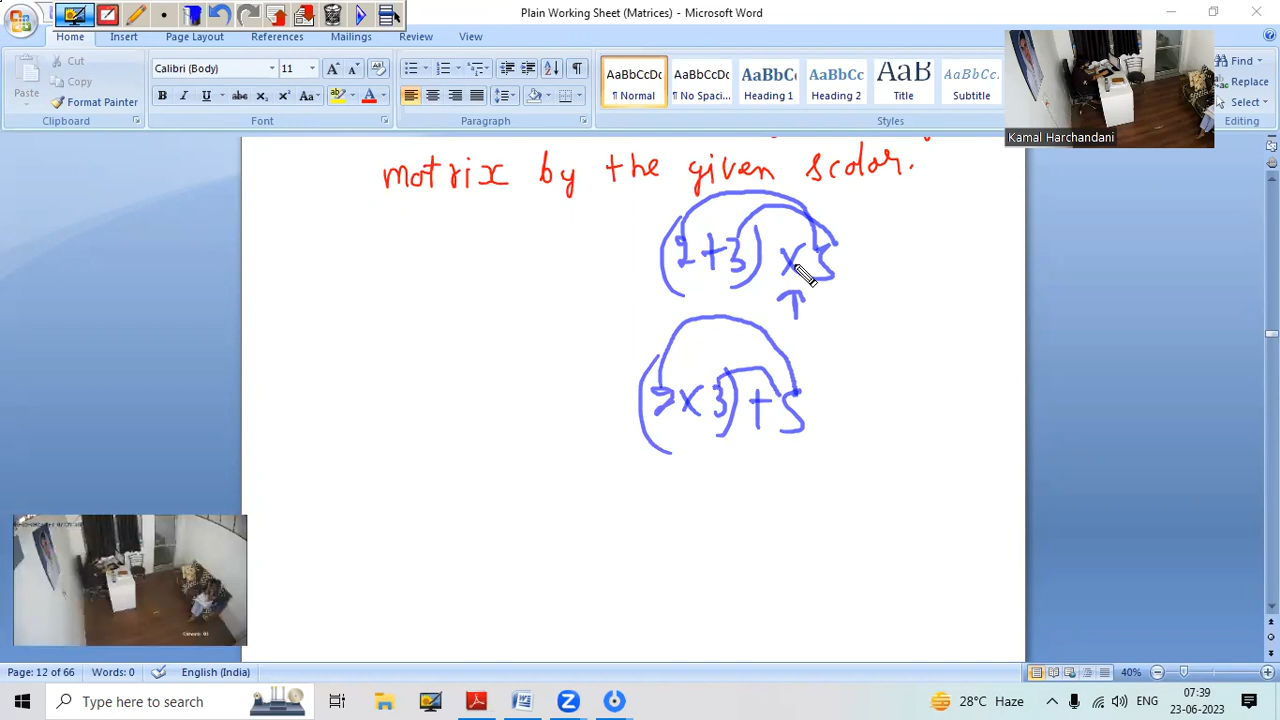 Plain Working Sheet (Matrices) - Microsoft Word
Home Insert Page Layout References Mailings Review View
Paste
Cut
Copy
Format Painter
Clipboard
Calibri (Body) 11
Font
Paragraph
AaBbCcDc AaBbCcDc AaBbC AaBbCc AaB AaBbCc
¶ Normal ¶ No Spaci... Heading 1 Heading 2 Title Subtitle
Styles
Find
Replace
Select
Editing
Kamal Harchandani
motrix by the given scolor.
(2+3) x 5
(2x3)+5
Page: 12 of 66 Words: 0 English (India) 40%
Type here to search
28°C Haze ENG 07:39
23-06-2023